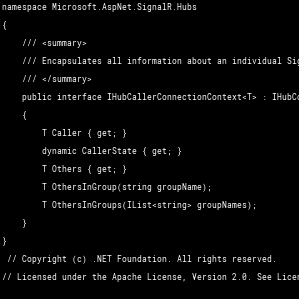 namespace Microsoft.AspNet.SignalR.Hubs
{
/// <summary>
/// Encapsulates all information about an individual Sig
/// </summary>
public interface IHubCallerConnectionContext<T> : IHubCo
{
T Caller { get; }
dynamic CallerState { get; }
T Others { get; }
T OthersInGroup(string groupName);
T OthersInGroups(IList<string> groupNames);
}
}
// Copyright (c) .NET Foundation. All rights reserved.
// Licensed under the Apache License, Version 2.0. See Licen